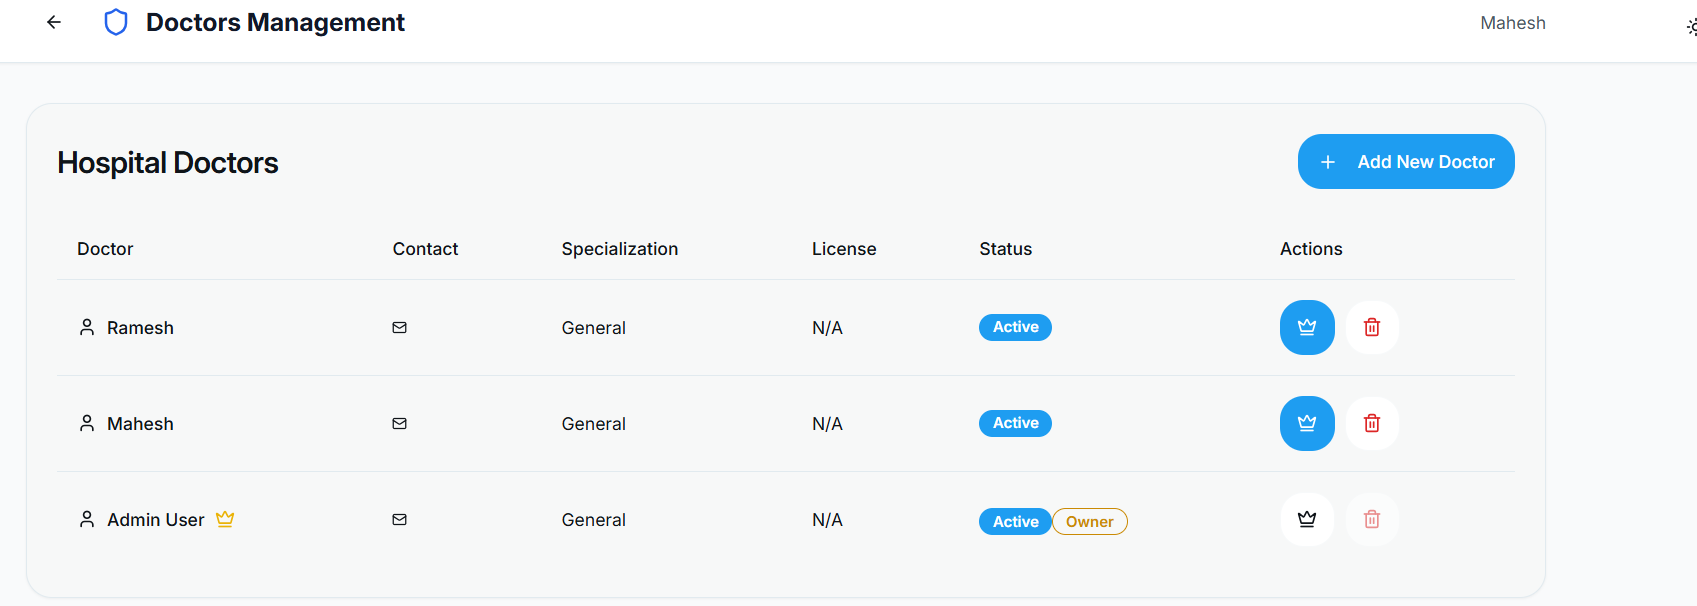 Doctors Management
Mahesh
Hospital Doctors
Add New Doctor
Doctor Contact Specialization License Status Actions
Ramesh General N/A Active
Mahesh General N/A Active
Admin User General N/A Active Owner